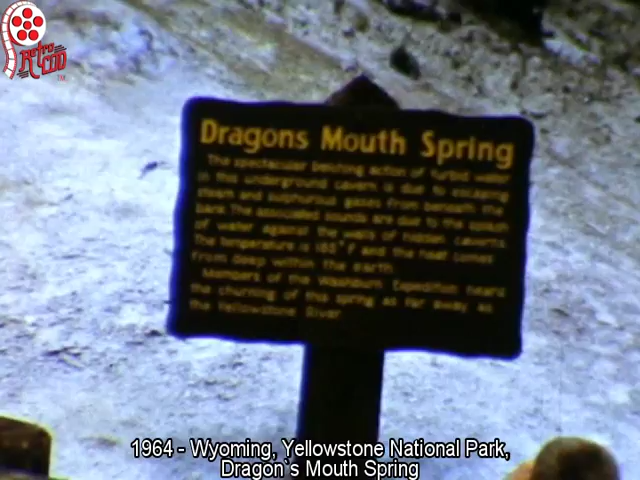 Retro
CDD
TM
Dragons Mouth Spring
The spectacular belching action of turbid water
in this underground cavern is due to escaping
steam and sulphurous gases from beneath the
The associated sounds are due to the splash
of water against the walls of hidden caverns.
The temperature is ° F and the heat comes
from deep within the earth.
Members of the Washburn Expedition heard
the churning of this spring as far away as
the Yellowstone River.
1964 - Wyoming, Yellowstone National Park,
Dragon`s Mouth Spring